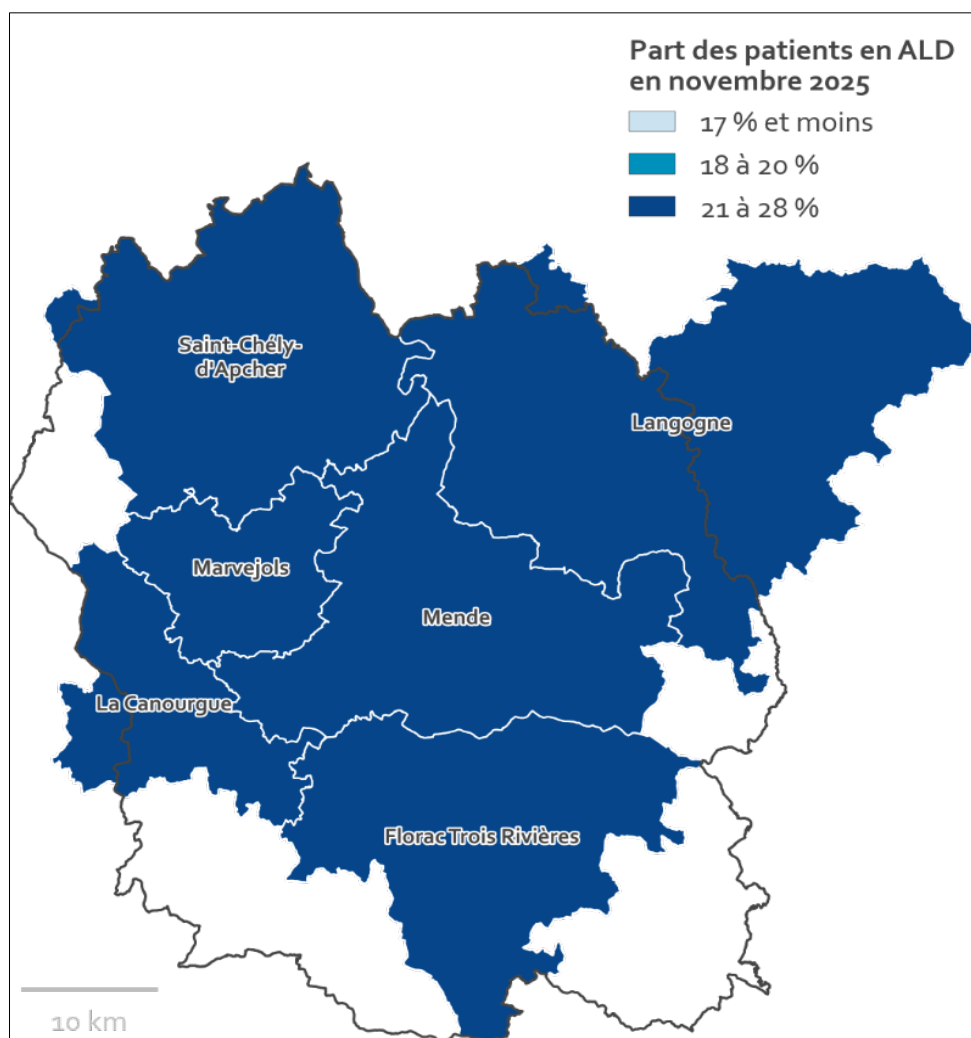 Part des patients en ALD
en novembre 2025
17 % et moins
18 à 20 %
21 à 28 %
Saint-Chély-
d'Apcher
Langogne
Marvejols
Mende
La Canourgue
Florac Trois Rivières
10 km